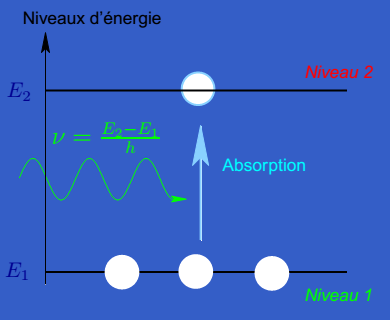 Niveaux d'énergie
Niveau 2
E₂
ν = (E₂−E₁)/h
Absorption
E₁
Niveau 1